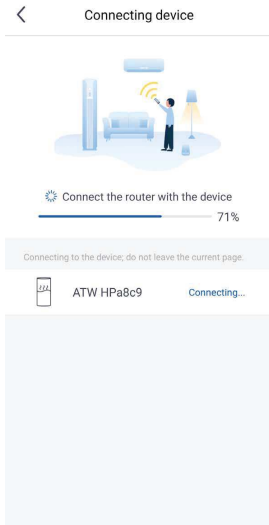 Connecting device
Connect the router with the device
71%
Connecting to the device; do not leave the current page.
ATW HPa8c9 Connecting...